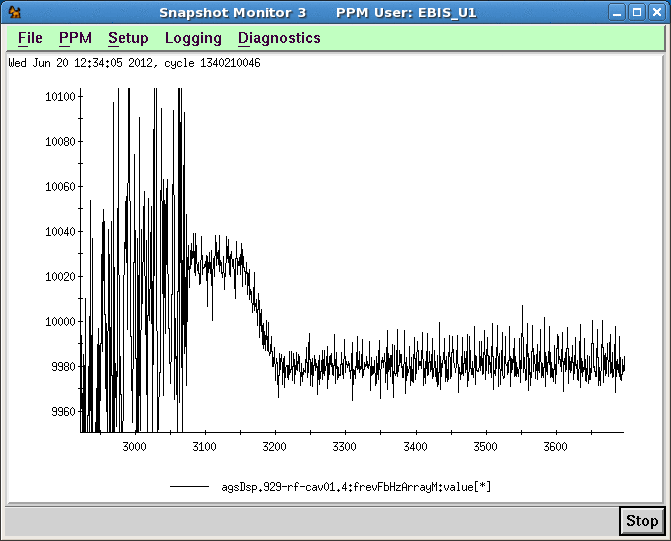 Snapshot Monitor 3 PPM User: EBIS_U1
File PPM Setup Logging Diagnostics
Wed Jun 20 12:34:05 2012, cycle 1340210046
10100
10080
10060
10040
10020
10000
9980
9960
3000 3100 3200 3300 3400 3500 3600
agsDsp.929-rf-cav01.4:frevFbHzArrayM:value[*]
Stop